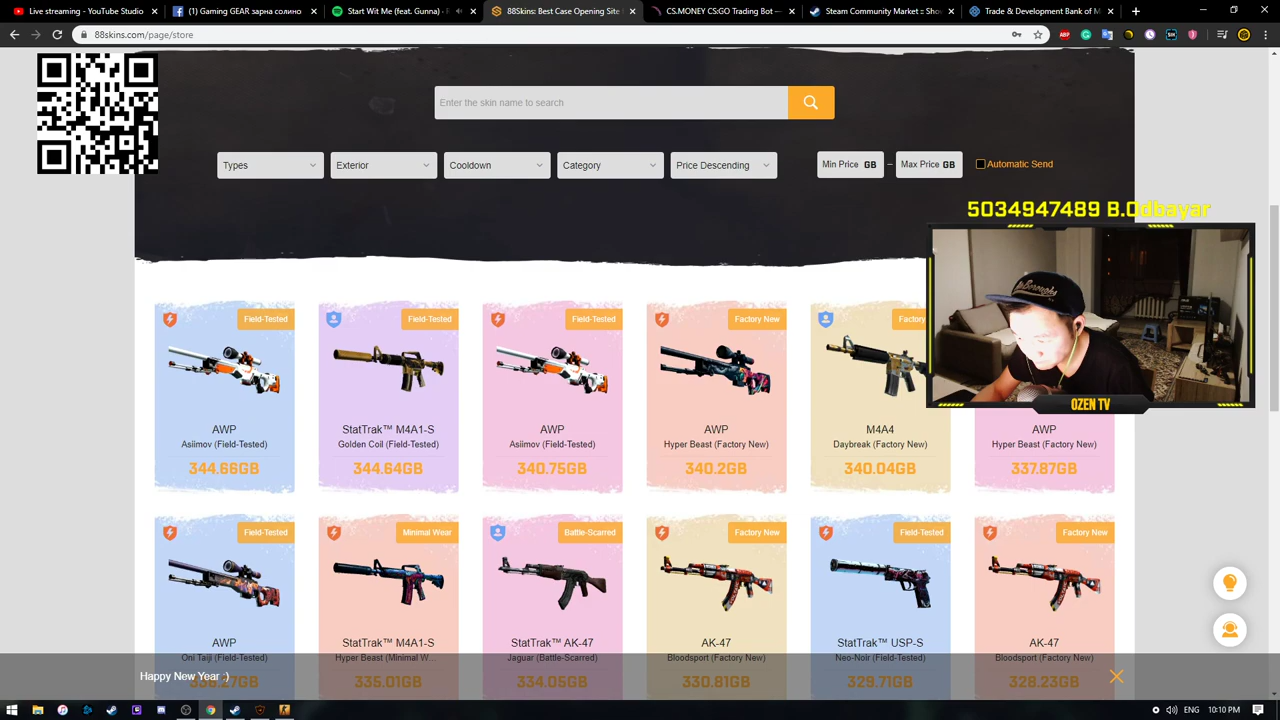 Live Streaming - YouTube Studio
(1) Gaming GEAR зарна солио
Start Wit Me (feat. Gunna)
88Skins: Best Case Opening Site
CS.MONEY CS:GO Trading Bot —
Steam Community Market :: Show
Trade & Development Bank of M
88skins.com/page/store
Enter the skin name to search
Types
Exterior
Cooldown
Category
Price Descending
Min Price GB – Max Price GB
Automatic Send
5034947489 B.Odbayar
OZEN TV
Field-Tested
Field-Tested
Field-Tested
Factory New
Factory
AWP
StatTrak™ M4A1-S
AWP
AWP
M4A4
AWP
Asiimov (Field-Tested)
Golden Coil (Field-Tested)
Asiimov (Field-Tested)
Hyper Beast (Factory New)
Daybreak (Factory New)
Hyper Beast (Factory New)
344.66GB
344.64GB
340.75GB
340.2GB
340.04GB
337.87GB
Field-Tested
Minimal Wear
Battle-Scarred
Factory New
Field-Tested
Factory New
AWP
StatTrak™ M4A1-S
StatTrak™ AK-47
AK-47
StatTrak™ USP-S
AK-47
Oni Taiji (Field-Tested)
Hyper Beast (Minimal W...
Jaguar (Battle-Scarred)
Bloodsport (Factory New)
Neo-Noir (Field-Tested)
Bloodsport (Factory New)
335.01GB
334.05GB
330.81GB
329.71GB
328.23GB
Happy New Year :)
ENG
10:10 PM